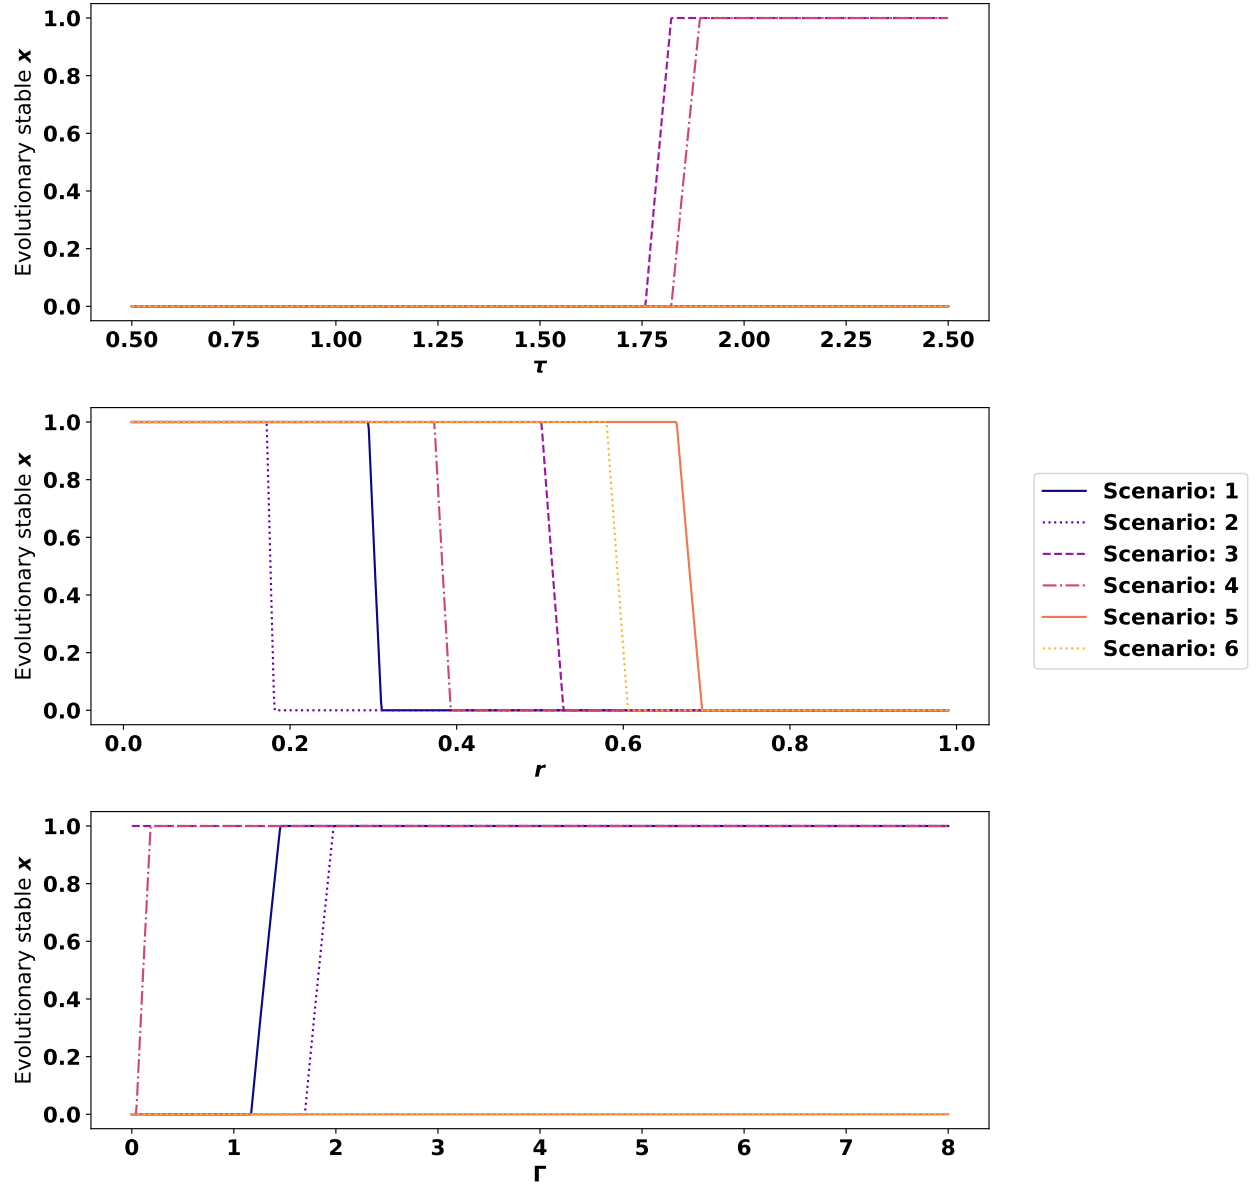 Evolutionary stable x
1.0
0.8
0.6
0.4
0.2
0.0
0.50 0.75 1.00 1.25 1.50 1.75 2.00 2.25 2.50
τ
Evolutionary stable x
1.0
0.8
0.6
0.4
0.2
0.0
0.0 0.2 0.4 0.6 0.8 1.0
r
Scenario: 1
Scenario: 2
Scenario: 3
Scenario: 4
Scenario: 5
Scenario: 6
Evolutionary stable x
1.0
0.8
0.6
0.4
0.2
0.0
0 1 2 3 4 5 6 7 8
Γ